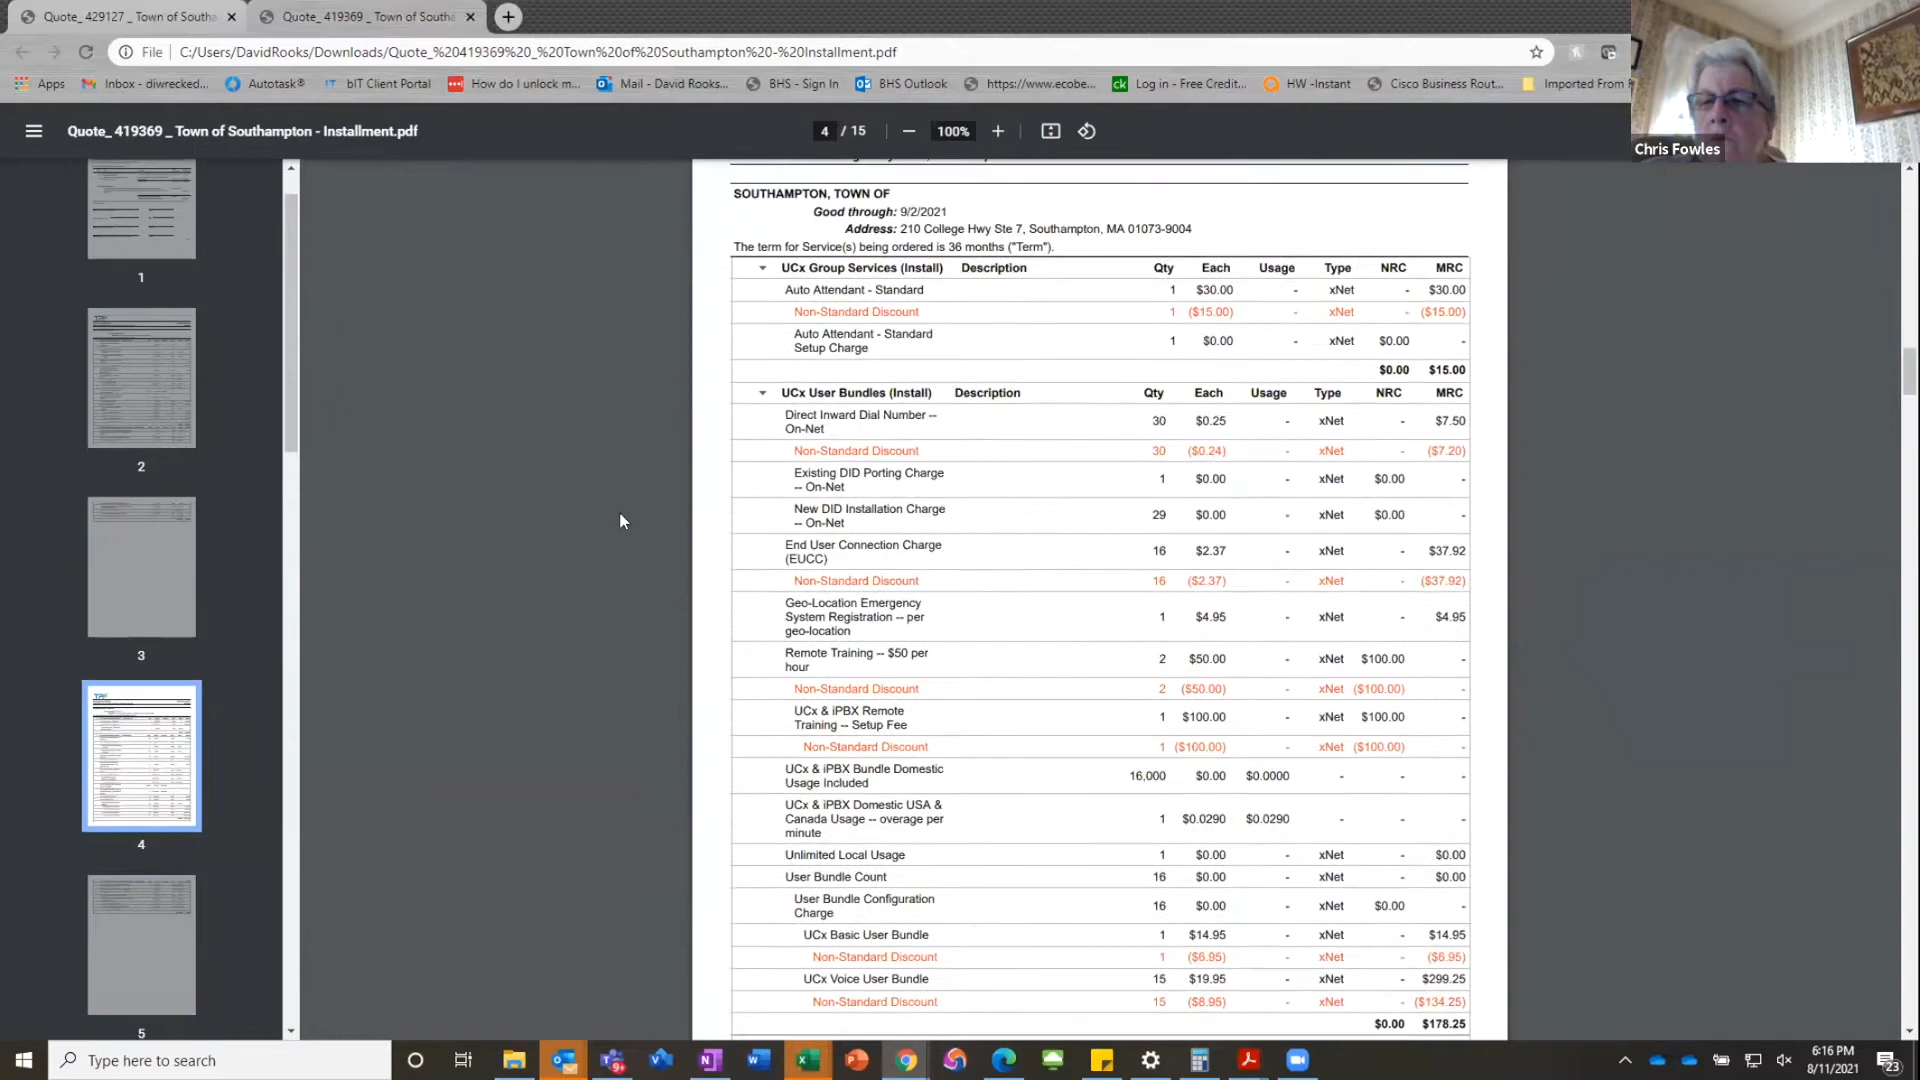 Quote_ 429127 _ Town of Southa
Quote_ 419369 _ Town of Southa
File C:/Users/DavidRooks/Downloads/Quote_%20419369%20_%20Town%20of%20Southampton%20-%20Installment.pdf
Apps
Inbox - diwrecked...
Autotask®
bIT Client Portal
How do I unlock m...
Mail - David Rooks...
BHS - Sign In
BHS Outlook
https://www.ecobe...
Log in - Free Credit...
HW -Instant
Cisco Business Rout...
Imported From
Chris Fowles
Quote_ 419369 _ Town of Southampton - Installment.pdf
4 / 15
100%
1
2
3
4
5
SOUTHAMPTON, TOWN OF
Good through: 9/2/2021
Address: 210 College Hwy Ste 7, Southampton, MA 01073-9004
The term for Service(s) being ordered is 36 months ("Term").
UCx Group Services (Install) Description Qty Each Usage Type NRC MRC
Auto Attendant - Standard 1 $30.00 - xNet - $30.00
Non-Standard Discount 1 ($15.00) - xNet - ($15.00)
Auto Attendant - Standard
Setup Charge 1 $0.00 - xNet $0.00 -
$0.00 $15.00
UCx User Bundles (Install) Description Qty Each Usage Type NRC MRC
Direct Inward Dial Number --
On-Net 30 $0.25 - xNet - $7.50
Non-Standard Discount 30 ($0.24) - xNet - ($7.20)
Existing DID Porting Charge
-- On-Net 1 $0.00 - xNet $0.00 -
New DID Installation Charge
-- On-Net 29 $0.00 - xNet $0.00 -
End User Connection Charge
(EUCC) 16 $2.37 - xNet - $37.92
Non-Standard Discount 16 ($2.37) - xNet - ($37.92)
Geo-Location Emergency
System Registration -- per 1 $4.95 - xNet - $4.95
geo-location
Remote Training -- $50 per
hour 2 $50.00 - xNet $100.00 -
Non-Standard Discount 2 ($50.00) - xNet ($100.00) -
UCx & iPBX Remote
Training -- Setup Fee 1 $100.00 - xNet $100.00 -
Non-Standard Discount 1 ($100.00) - xNet ($100.00) -
UCx & iPBX Bundle Domestic
Usage Included 16,000 $0.00 $0.0000 - - -
UCx & iPBX Domestic USA &
Canada Usage -- overage per 1 $0.0290 $0.0290 - - -
minute
Unlimited Local Usage 1 $0.00 - xNet - $0.00
User Bundle Count 16 $0.00 - xNet - $0.00
User Bundle Configuration
Charge 16 $0.00 - xNet $0.00 -
UCx Basic User Bundle 1 $14.95 - xNet - $14.95
Non-Standard Discount 1 ($6.95) - xNet - ($6.95)
UCx Voice User Bundle 15 $19.95 - xNet - $299.25
Non-Standard Discount 15 ($8.95) - xNet - ($134.25)
$0.00 $178.25
Type here to search
6:16 PM
8/11/2021
23